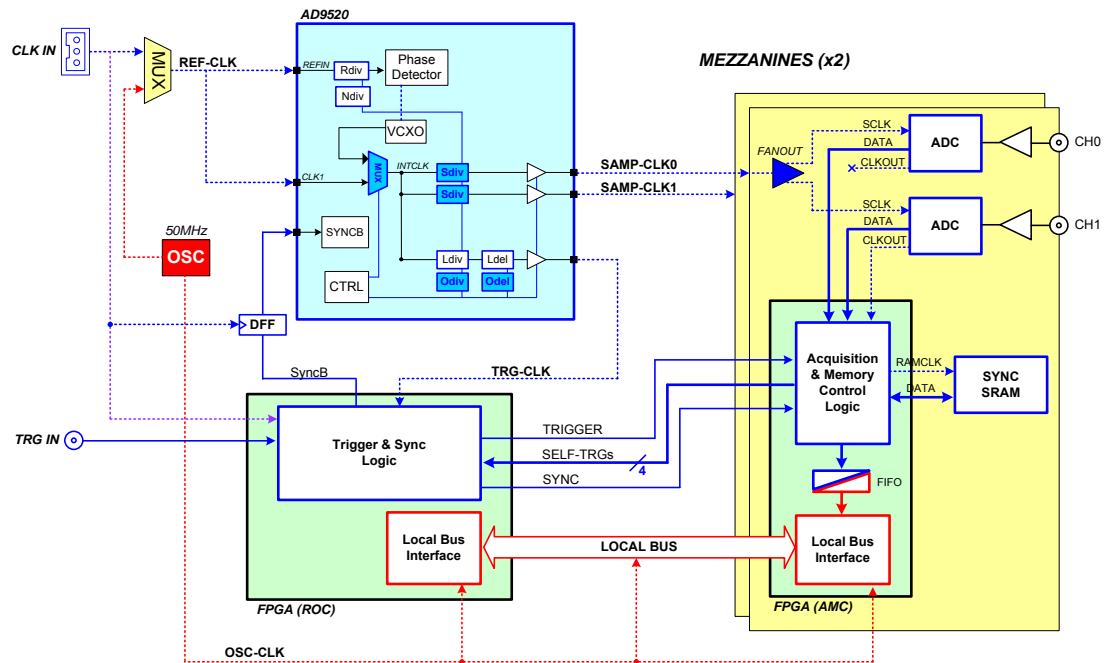 AD9520
CLK IN
MUX
REF-CLK
REFIN
Rdiv
Phase
Detector
Ndiv
VCXO
MUX
INTCLK
CLK1
Sdiv
Sdiv
SAMP-CLK0
SAMP-CLK1
SYNCB
CTRL
Ldiv
Ldel
Odiv
Odel
50MHz
OSC
DFF
SyncB
TRG-CLK
MEZZANINES (x2)
FANOUT
SCLK
DATA
CLKOUT
ADC
CH0
SCLK
DATA
CLKOUT
ADC
CH1
TRG IN
Trigger & Sync
Logic
TRIGGER
SELF-TRGs
4
SYNC
Acquisition
& Memory
Control
Logic
RAMCLK
DATA
SYNC
SRAM
FIFO
Local Bus
Interface
LOCAL BUS
Local Bus
Interface
FPGA (ROC)
FPGA (AMC)
OSC-CLK